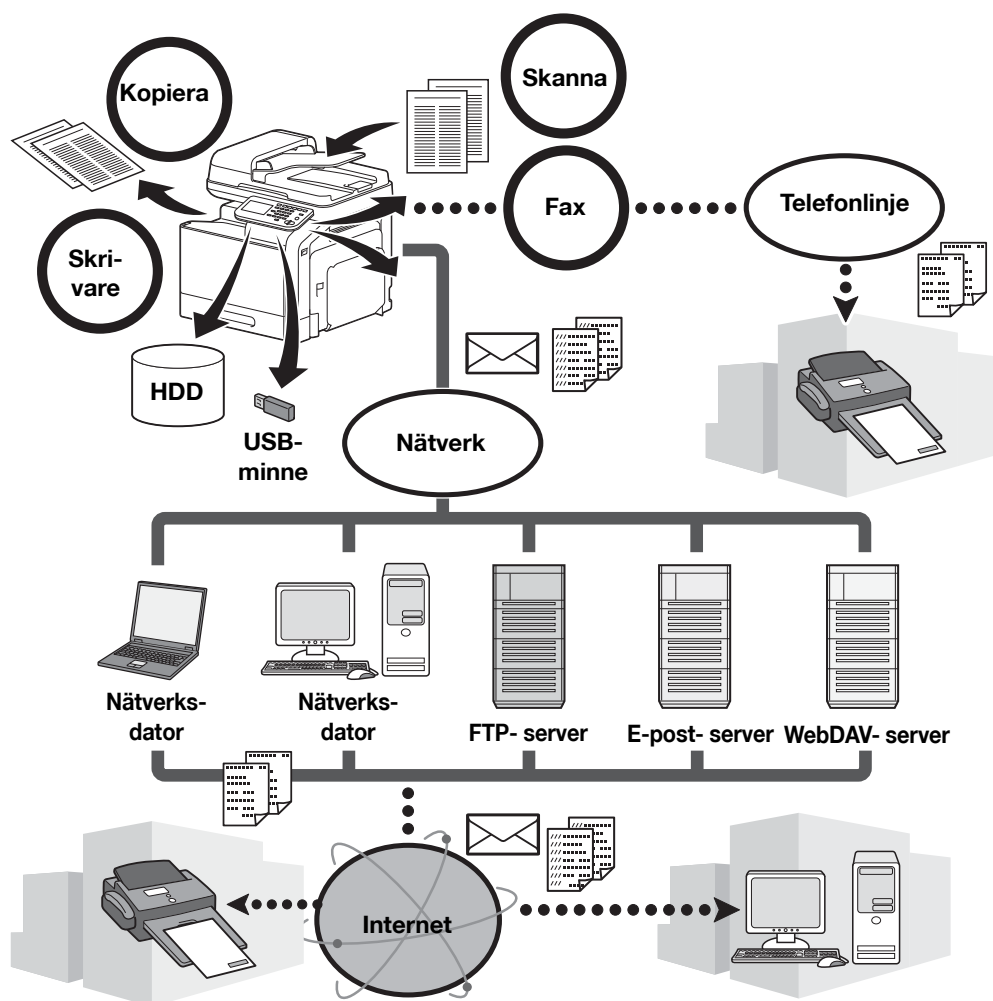 Kopiera
Skanna
Fax
Telefonlinje
Skri-
vare
HDD
USB-
minne
Nätverk
Nätverks-
dator
Nätverks-
dator
FTP- server
E-post- server
WebDAV- server
Internet